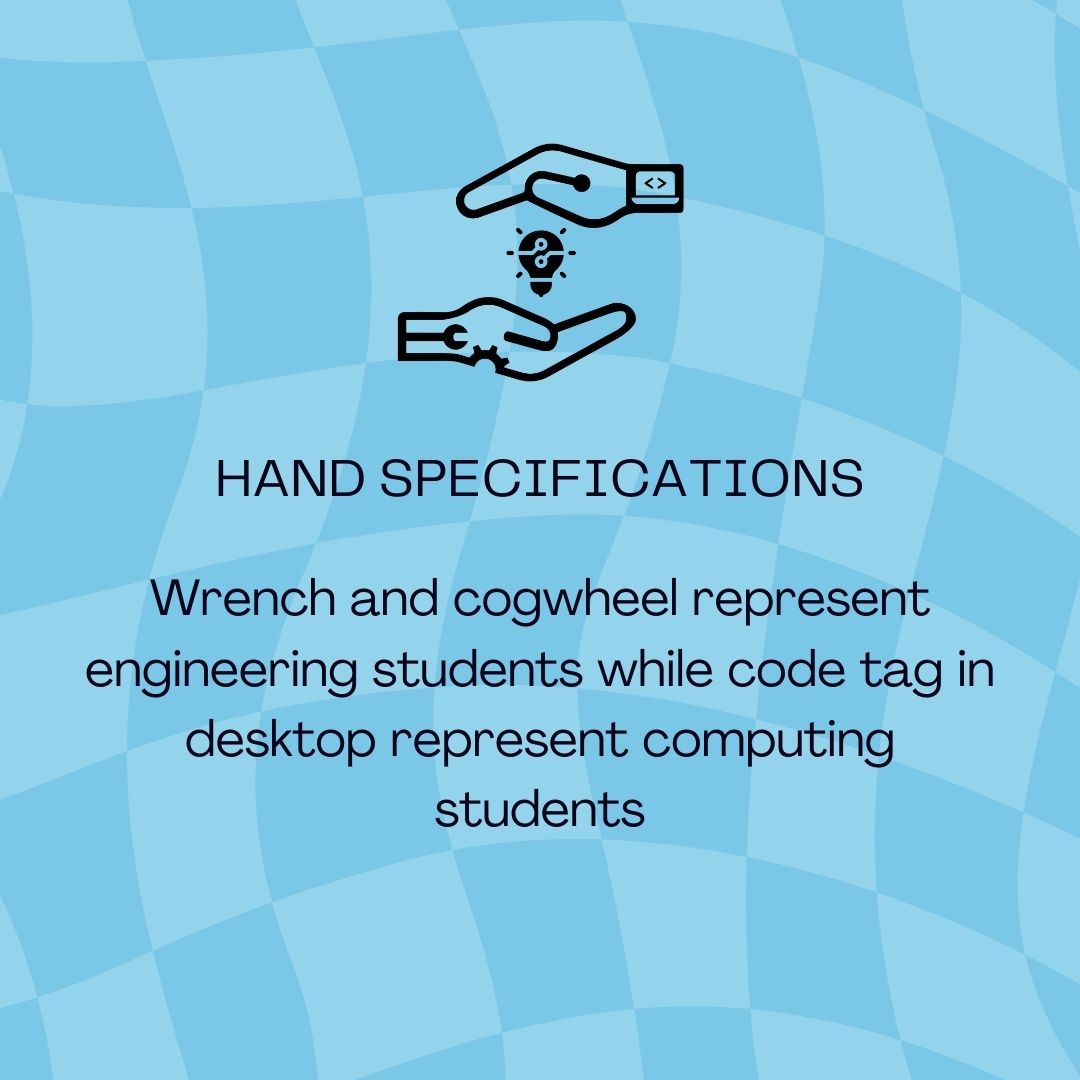 < >
HAND SPECIFICATIONS
Wrench and cogwheel represent
engineering students while code tag in
desktop represent computing
students